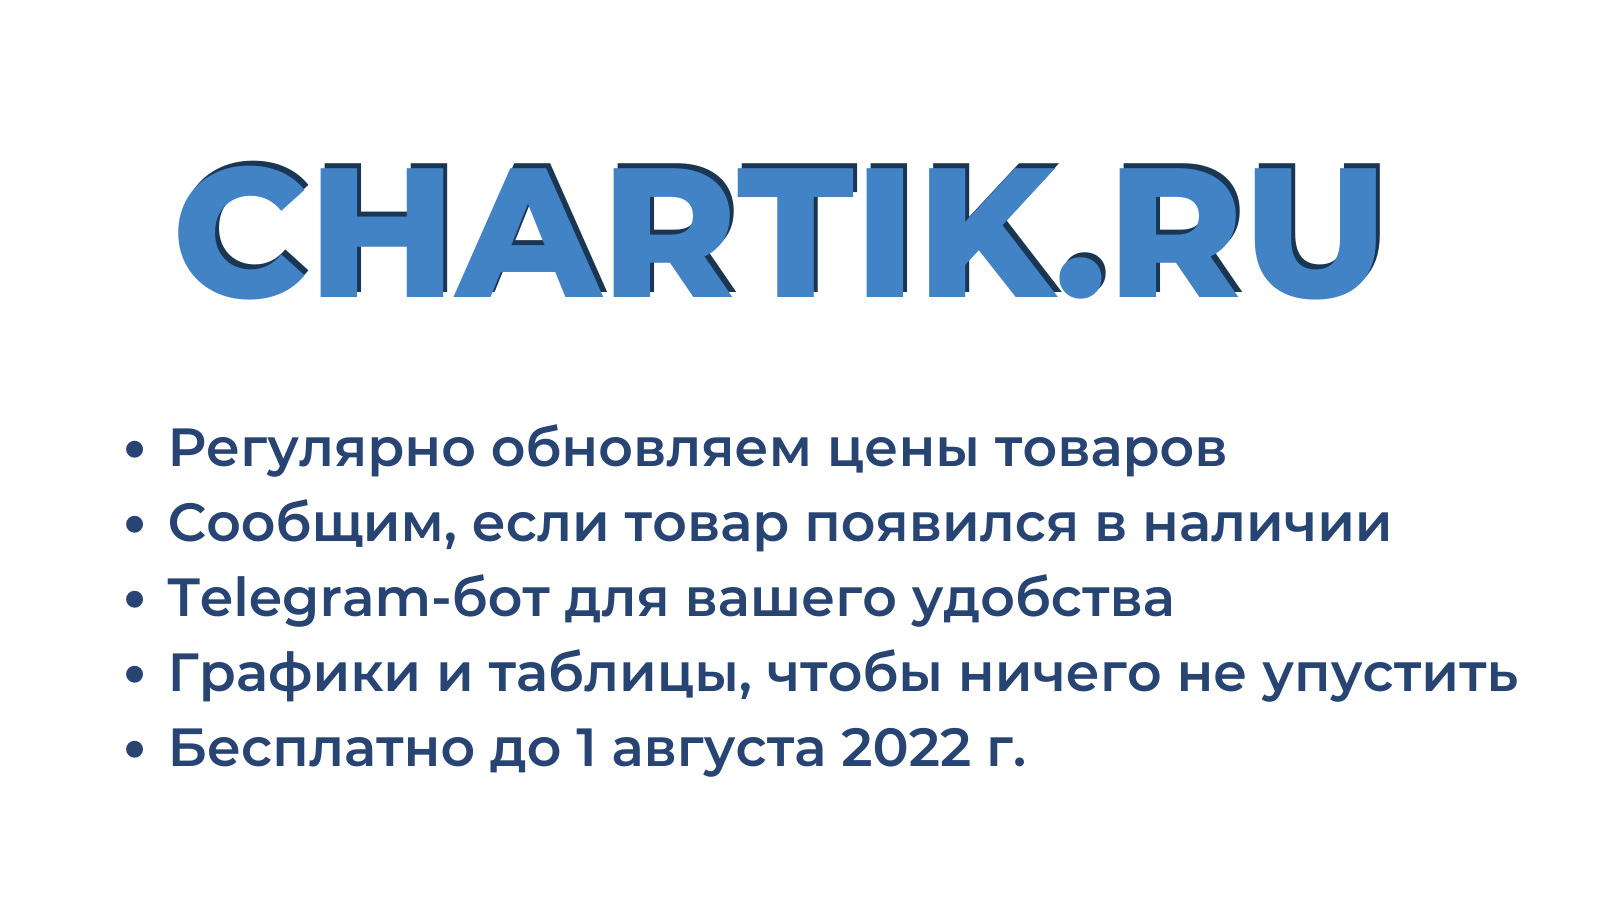 CHARTIK.RU
• Регулярно обновляем цены товаров
• Сообщим, если товар появился в наличии
• Telegram-бот для вашего удобства
• Графики и таблицы, чтобы ничего не упустить
• Бесплатно до 1 августа 2022 г.